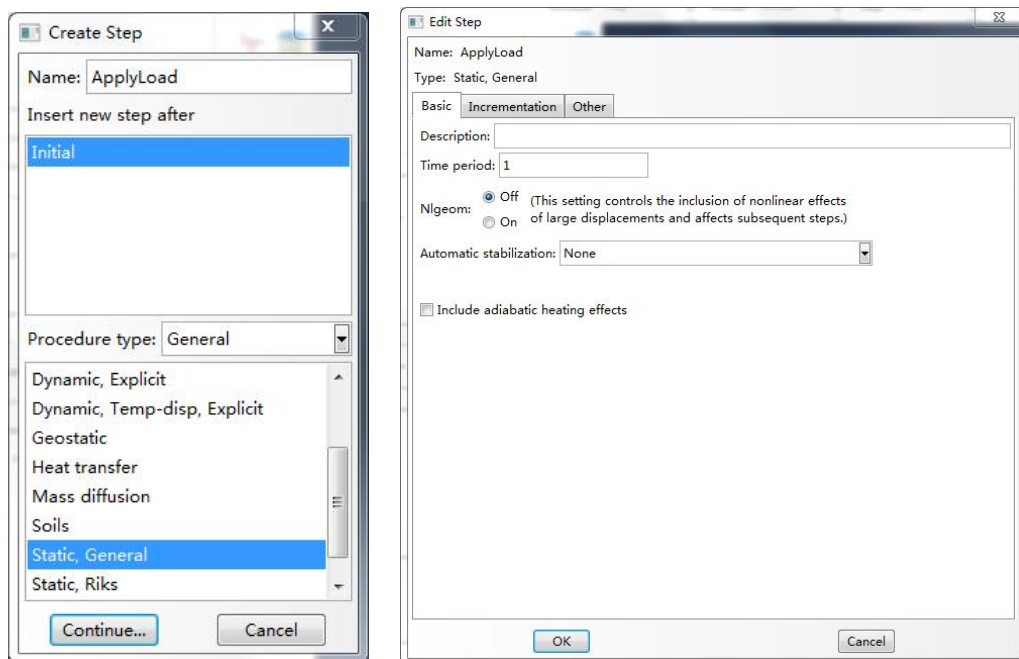 Create Step
Name: ApplyLoad
Insert new step after
Initial
Procedure type: General
Dynamic, Explicit
Dynamic, Temp-disp, Explicit
Geostatic
Heat transfer
Mass diffusion
Soils
Static, General
Static, Riks
Continue...
Cancel
Edit Step
Name: ApplyLoad
Type: Static, General
Basic Incrementation Other
Description:
Time period: 1
Nlgeom:
Off (This setting controls the inclusion of nonlinear effects
On of large displacements and affects subsequent steps.)
Automatic stabilization: None
Include adiabatic heating effects
OK
Cancel